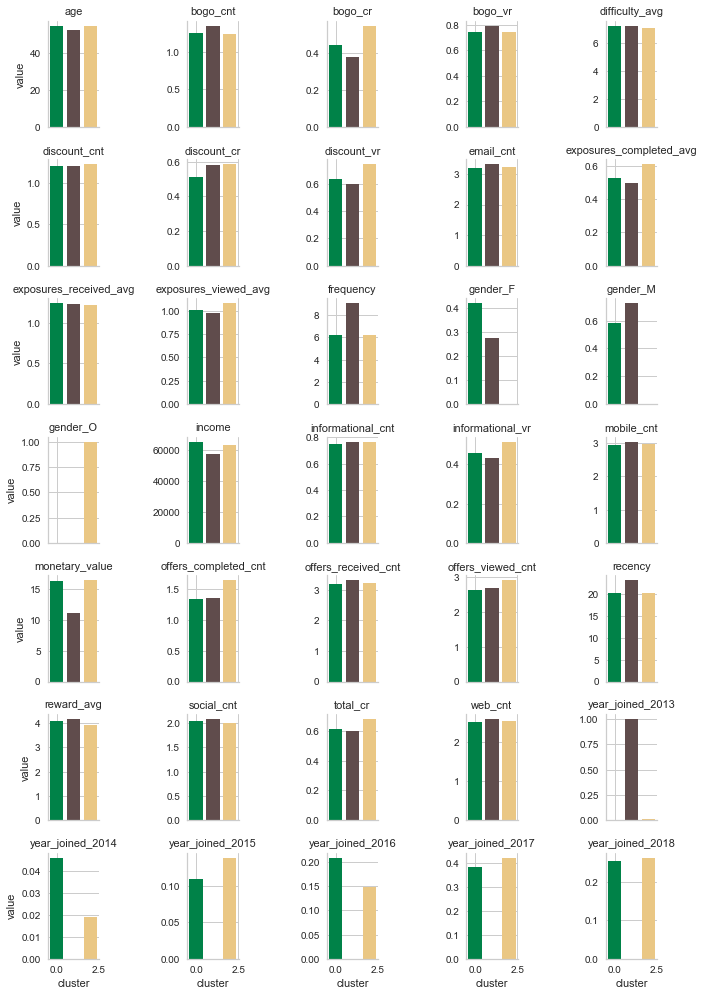 age bogo_cnt bogo_cr bogo_vr difficulty_avg
value 40 20 0 1.0 0.5 0.0 0.4 0.2 0.0 0.8 0.6 0.4 0.2 0.0 6 4 2 0
discount_cnt discount_cr discount_vr email_cnt exposures_completed_avg
value 1.0 0.5 0.0 0.6 0.4 0.2 0.0 0.6 0.4 0.2 0.0 3 2 1 0 0.6 0.4 0.2 0.0
exposures_received_avg exposures_viewed_avg frequency gender_F gender_M
value 1.0 0.5 0.0 1.00 0.75 0.50 0.25 0.00 8 6 4 2 0 0.4 0.3 0.2 0.1 0.0 0.6 0.4 0.2 0.0
gender_O income informational_cnt informational_vr mobile_cnt
value 1.00 0.75 0.50 0.25 0.00 60000 40000 20000 0 0.8 0.6 0.4 0.2 0.0 0.4 0.2 0.0 3 2 1 0
monetary_value offers_completed_cnt offers_received_cnt offers_viewed_cnt recency
value 15 10 5 0 1.5 1.0 0.5 0.0 3 2 1 0 3 2 1 0 20 15 10 5 0
reward_avg social_cnt total_cr web_cnt year_joined_2013
value 4 3 2 1 0 2.0 1.5 1.0 0.5 0.0 0.6 0.4 0.2 0.0 2 1 0 1.00 0.75 0.50 0.25 0.00
year_joined_2014 year_joined_2015 year_joined_2016 year_joined_2017 year_joined_2018
value 0.04 0.03 0.02 0.01 0.00 0.10 0.05 0.00 0.20 0.15 0.10 0.05 0.00 0.4 0.3 0.2 0.1 0.0 0.2 0.1 0.0
0.0 2.5 0.0 2.5 0.0 2.5 0.0 2.5 0.0 2.5
cluster cluster cluster cluster cluster